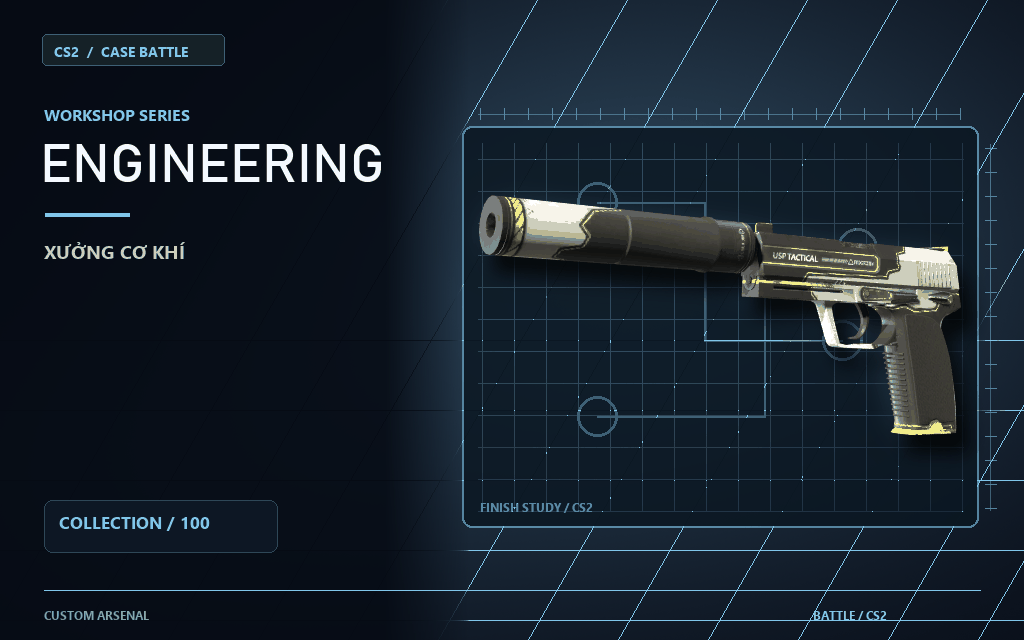 CS2 / CASE BATTLE
WORKSHOP SERIES
ENGINEERING
XƯỞNG CƠ KHÍ
USP TACTICAL
FINISH STUDY / CS2
COLLECTION / 100
CUSTOM ARSENAL
BATTLE / CS2